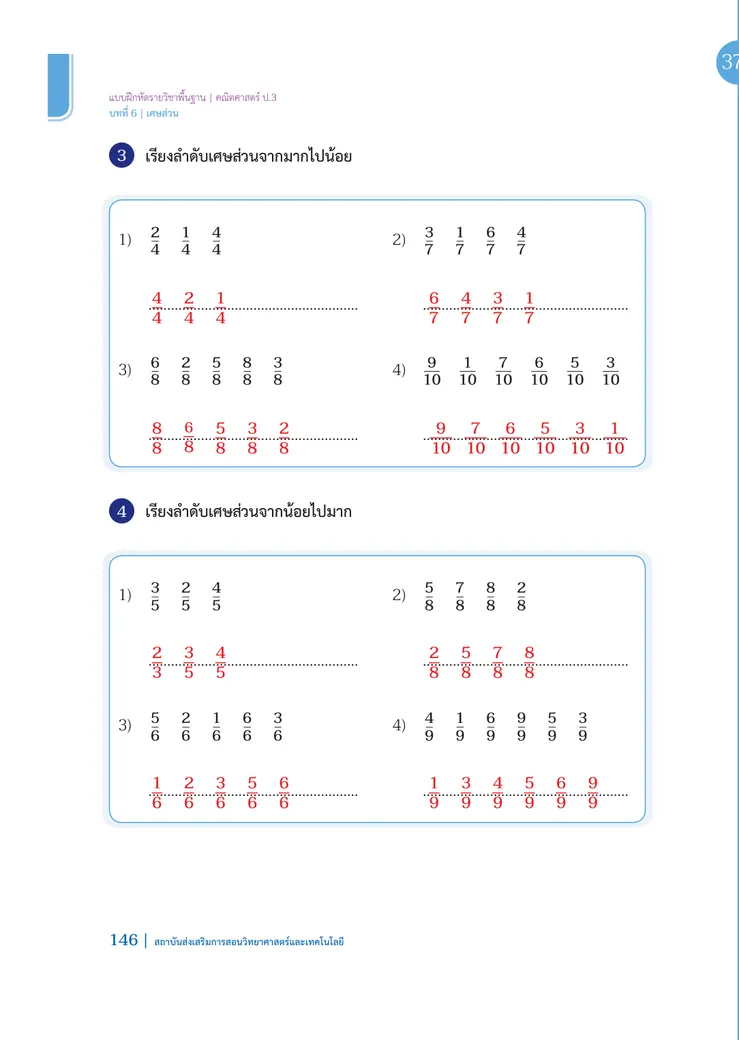 37
แบบฝึกหัดรายวิชาพื้นฐาน | คณิตศาสตร์ ป.3
บทที่ 6 | เศษส่วน
3 เรียงลำดับเศษส่วนจากมากไปน้อย
1) 2/4 1/4 4/4
4/4 2/4 1/4
2) 3/7 1/7 6/7 4/7
6/7 4/7 3/7 1/7
3) 6/8 2/8 5/8 8/8 3/8
8/8 6/8 5/8 3/8 2/8
4) 9/10 1/10 7/10 6/10 5/10 3/10
9/10 7/10 6/10 5/10 3/10 1/10
4 เรียงลำดับเศษส่วนจากน้อยไปมาก
1) 3/5 2/5 4/5
2/3 3/5 4/5
2) 5/8 7/8 8/8 2/8
2/8 5/8 7/8 8/8
3) 5/6 2/6 1/6 6/6 3/6
1/6 2/6 3/6 5/6 6/6
4) 4/9 1/9 6/9 9/9 5/9 3/9
1/9 3/9 4/9 5/9 6/9 9/9
146 | สถาบันส่งเสริมการสอนวิทยาศาสตร์และเทคโนโลยี